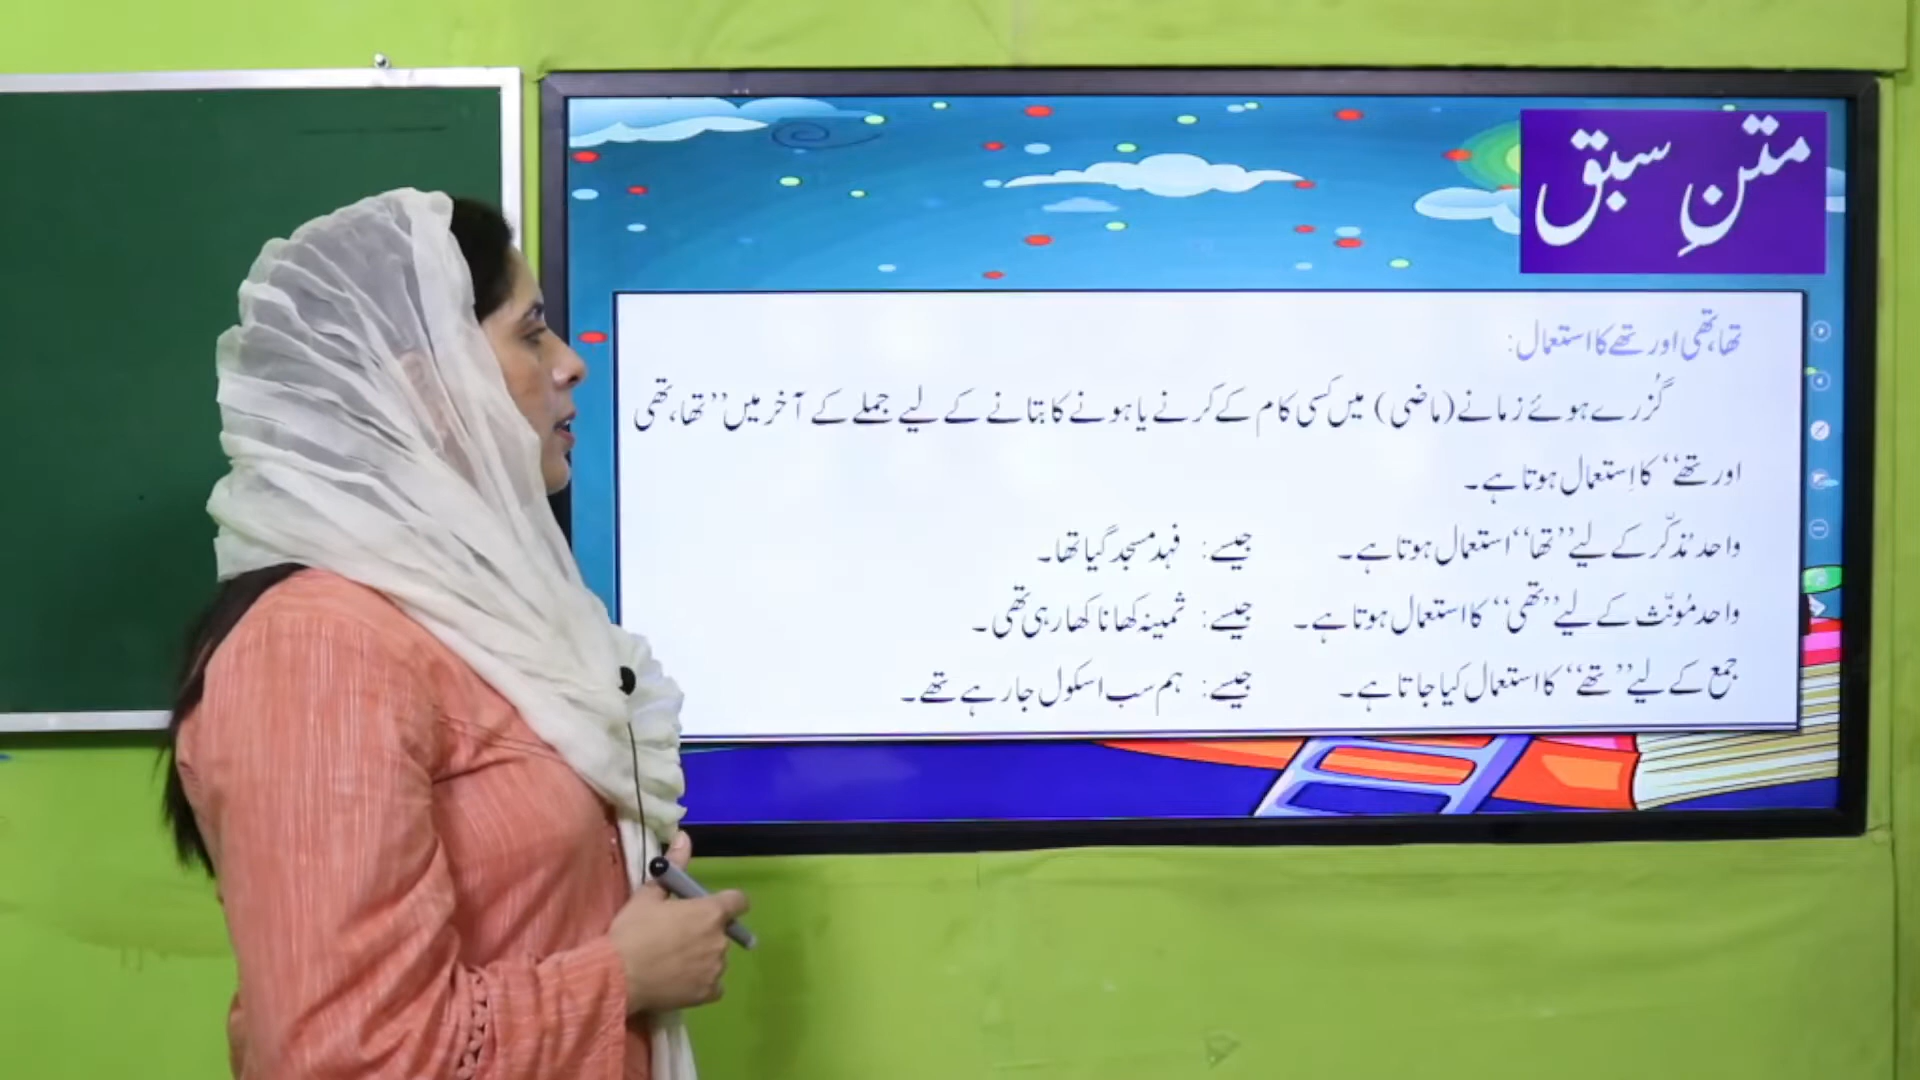 متنِ سبق
تھا، تھی اور تھے کا استعمال:
گُزرے ہوئے زمانے (ماضی) میں کسی کام کے کرنے یا ہونے کا بتانے کے لیے جملے کے آخر میں ”تھا، تھی
اور تھے“ کا اِستعمال ہوتا ہے۔
واحد مُذکّر کے لیے ”تھا“ استعمال ہوتا ہے۔ جیسے: فہد مسجد گیا تھا۔
واحد مُونّث کے لیے ”تھی“ کا استعمال ہوتا ہے۔ جیسے: ثمینہ کھانا کھا رہی تھی۔
جمع کے لیے ”تھے“ کا استعمال کیا جاتا ہے۔ جیسے: ہم سب اسکول جا رہے تھے۔